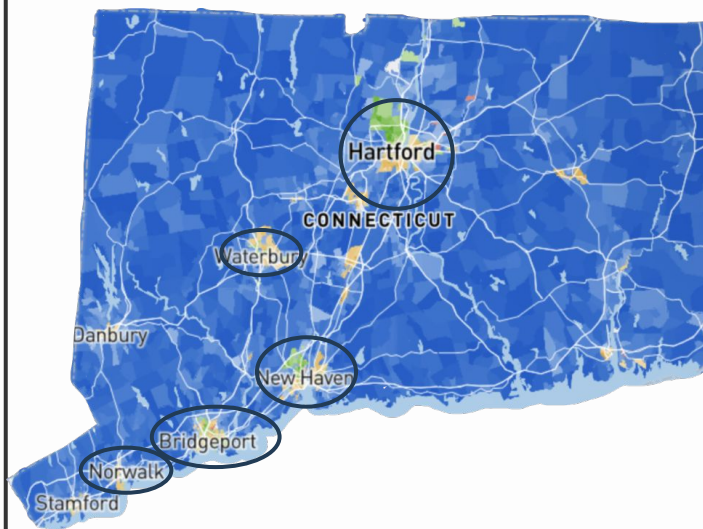 Hartford
CONNECTICUT
Waterbury
Danbury
New Haven
Bridgeport
Norwalk
Stamford